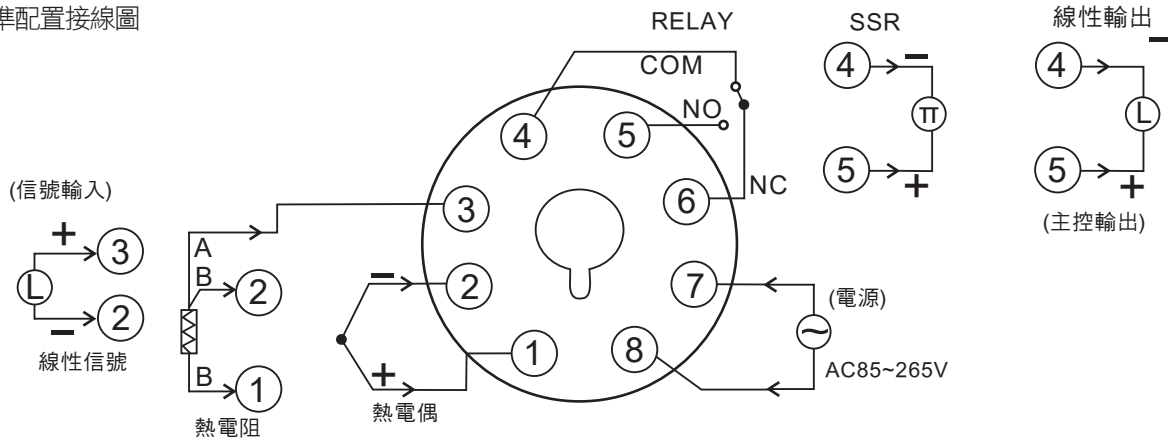 準配置接線圖
RELAY
SSR
線性輸出
COM
NO
NC
4
5
6
3
2
1
7
8
4
π
5
4
L
5
(主控輸出)
(信號輸入)
3
L
2
線性信號
A
B
2
B
1
熱電阻
熱電偶
(電源)
AC85~265V